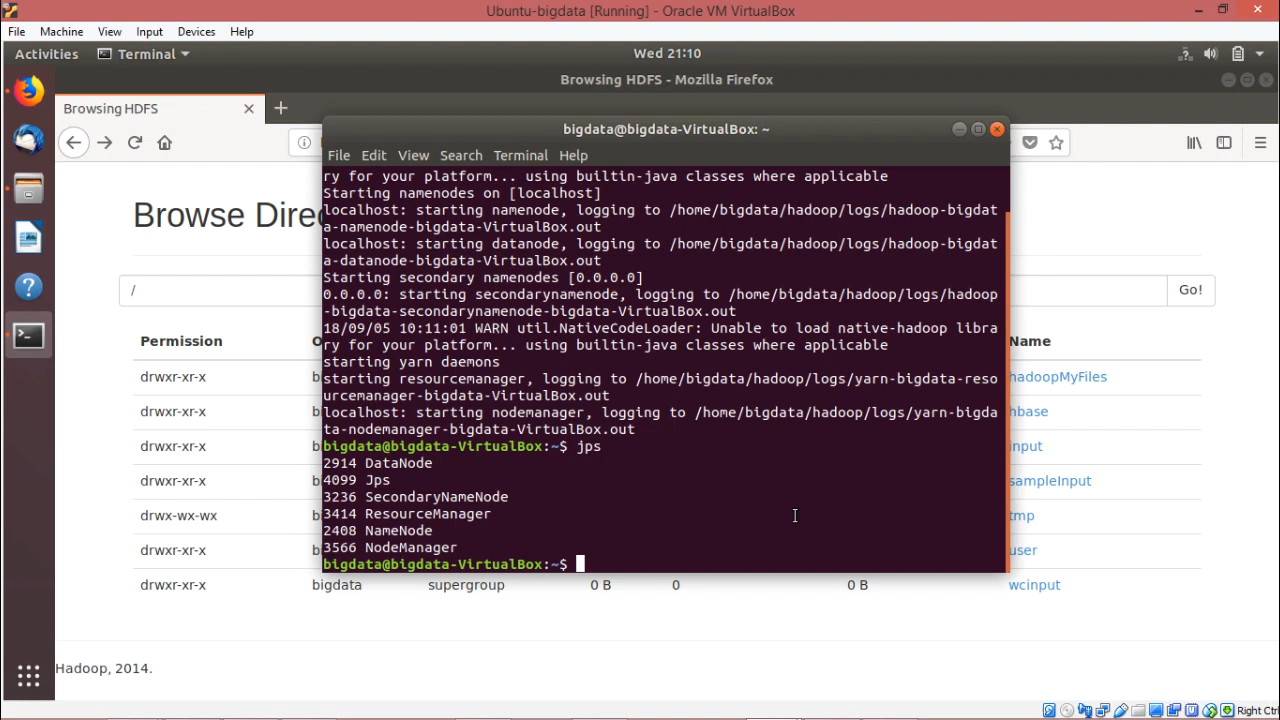 Ubuntu-bigdata [Running] - Oracle VM VirtualBox
File Machine View Input Devices Help
Activities Terminal Wed 21:10
Browsing HDFS - Mozilla Firefox
Browsing HDFS
bigdata@bigdata-VirtualBox: ~
File Edit View Search Terminal Help
ry for your platform... using builtin-java classes where applicable
Starting namenodes on [localhost]
localhost: starting namenode, logging to /home/bigdata/hadoop/logs/hadoop-bigdat
a-namenode-bigdata-VirtualBox.out
localhost: starting datanode, logging to /home/bigdata/hadoop/logs/hadoop-bigdat
a-datanode-bigdata-VirtualBox.out
Starting secondary namenodes [0.0.0.0]
0.0.0.0: starting secondarynamenode, logging to /home/bigdata/hadoop/logs/hadoop
-bigdata-secondarynamenode-bigdata-VirtualBox.out
18/09/05 10:11:01 WARN util.NativeCodeLoader: Unable to load native-hadoop libra
ry for your platform... using builtin-java classes where applicable
starting yarn daemons
starting resourcemanager, logging to /home/bigdata/hadoop/logs/yarn-bigdata-reso
urcemanager-bigdata-VirtualBox.out
localhost: starting nodemanager, logging to /home/bigdata/hadoop/logs/yarn-bigda
ta-nodemanager-bigdata-VirtualBox.out
bigdata@bigdata-VirtualBox:~$ jps
2914 DataNode
4099 Jps
3236 SecondaryNameNode
3414 ResourceManager
2408 NameNode
3566 NodeManager
bigdata@bigdata-VirtualBox:~$
Browse Dire
/ Go!
Permission O Name
drwxr-xr-x bi hadoopMyFiles
drwxr-xr-x bi hbase
drwxr-xr-x bi input
drwxr-xr-x bi sampleInput
drwx-wx-wx bi tmp
drwxr-xr-x bi user
drwxr-xr-x bigdata supergroup 0 B 0 0 B wcinput
Hadoop, 2014.
Right Ctrl